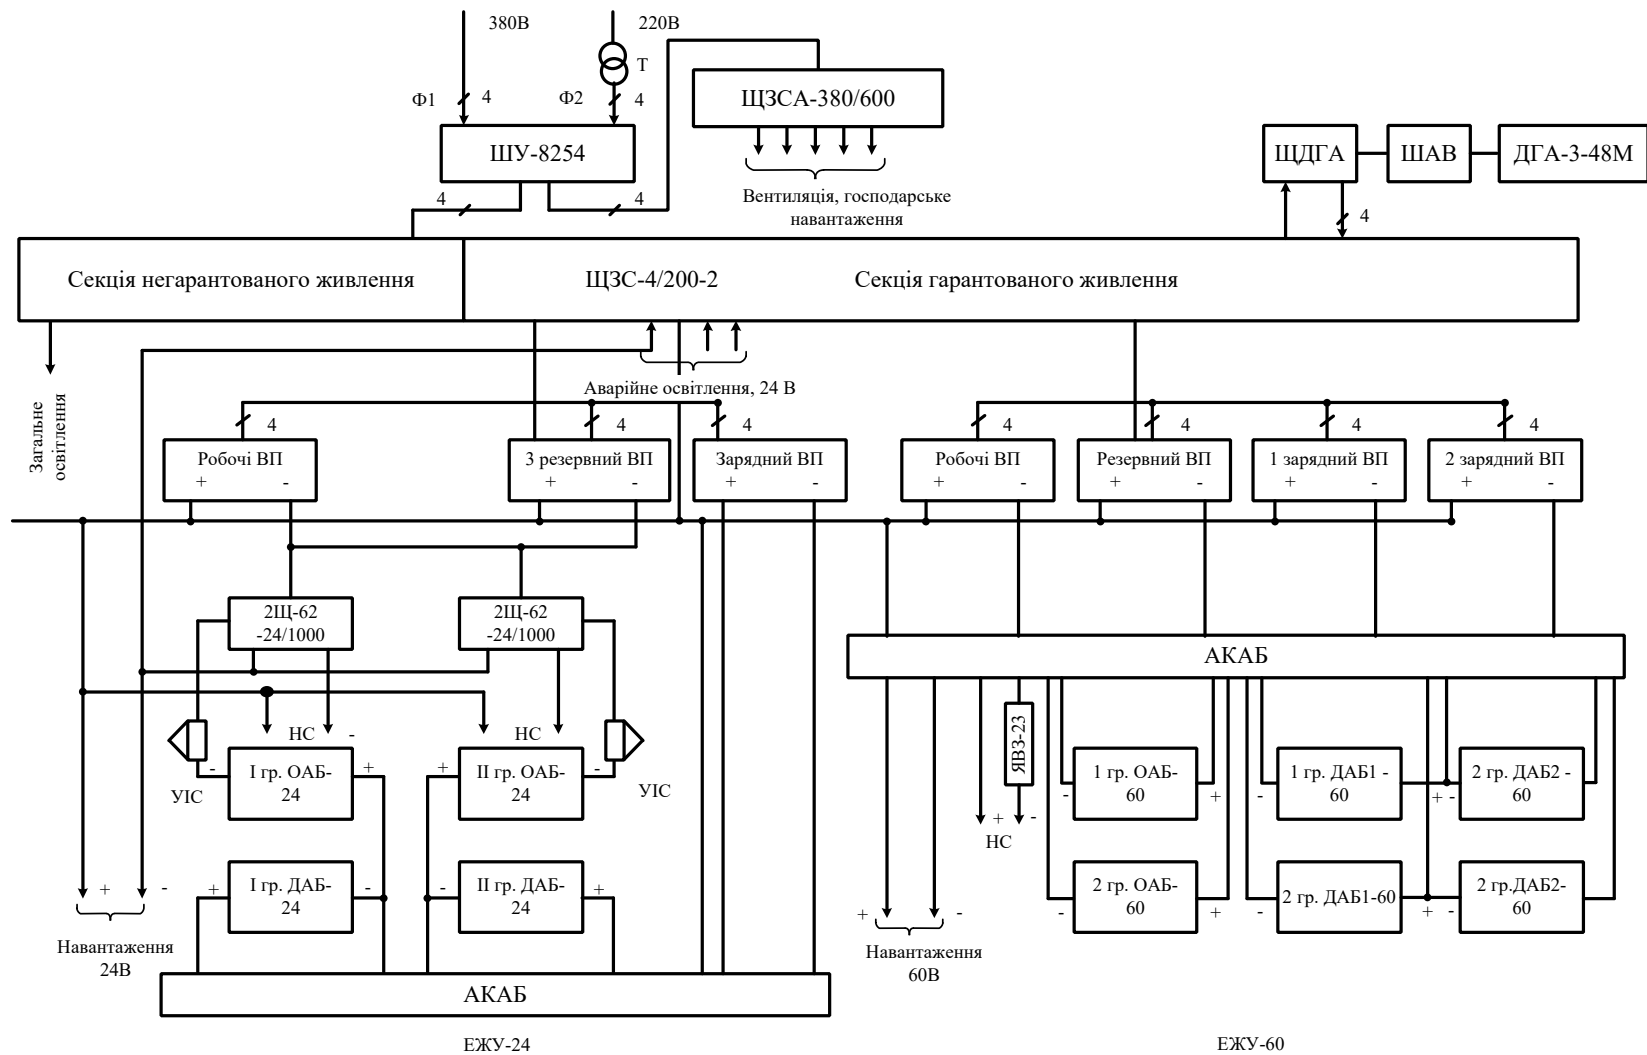 380В
220В
Т
Ф1
4
Ф2
4
ЩЗСА-380/600
ШУ-8254
ЩДГА
ШАВ
ДГА-3-48М
Вентиляція, господарське
навантаження
4
4
4
Секція негарантованого живлення
ЩЗС-4/200-2
Секція гарантованого живлення
Загальне
освітлення
Аварійне освітлення, 24 В
4
4
4
4
4
4
4
Робочі ВП
+ -
3 резервний ВП
+ -
Зарядний ВП
+ -
Робочі ВП
+ -
Резервний ВП
+ -
1 зарядний ВП
+ -
2 зарядний ВП
+ -
2Щ-62
-24/1000
2Щ-62
-24/1000
АКАБ
НС
-
НС
УІС
-
І гр. ОАБ-
24
+
+
ІІ гр. ОАБ-
24
-
УІС
ЯВЗ-23
+
-
НС
-
1 гр. ОАБ-
60
+
-
1 гр. ДАБ1 -
60
+ -
2 гр. ДАБ2 -
60
+
-
+
І гр. ДАБ-
24
-
-
ІІ гр. ДАБ-
24
+
-
2 гр. ОАБ-
60
+
-
2 гр. ДАБ1-60
+ -
2 гр.ДАБ2-
60
Навантаження
24В
+
-
Навантаження
60В
АКАБ
ЕЖУ-24
ЕЖУ-60